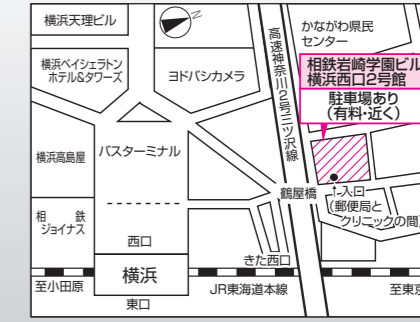 横浜天理ビル
N
かながわ県民
センター
横浜ベイシェラトン
ホテル&タワーズ
ヨドバシカメラ
高速神奈川2号三ツ沢線
相鉄岩崎学園ビル
横浜西口2号館
駐車場あり
(有料・近く)
横浜高島屋
バスターミナル
鶴屋橋
↑入口
(郵便局と
クリニックの間)
相鉄
ジョイナス
西口
きた西口
横浜
至小田原
JR東海道本線
至東京
東口